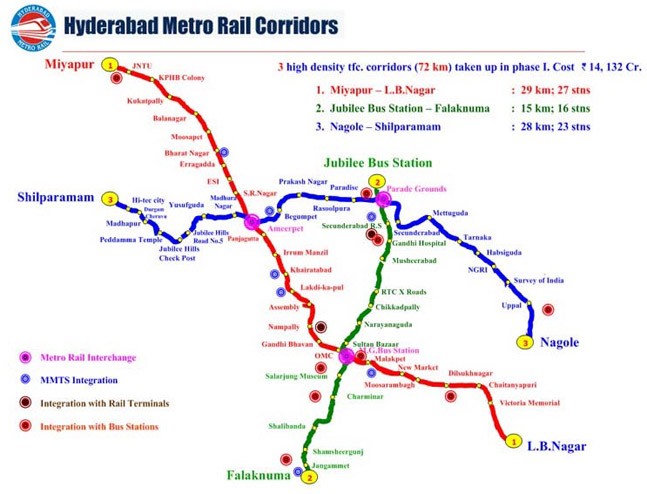 HYDERABAD
METRO RAIL
Hyderabad Metro Rail Corridors
3 high density tfc. corridors (72 km) taken up in phase I. Cost ₹ 14, 132 Cr.
1. Miyapur – L.B.Nagar : 29 km; 27 stns
2. Jubilee Bus Station – Falaknuma : 15 km; 16 stns
3. Nagole – Shilparamam : 28 km; 23 stns
Miyapur
1
JNTU
KPHB Colony
Kukatpally
Balanagar
Moosapet
Bharat Nagar
Erragadda
ESI
S.R.Nagar
Jubilee Bus Station
2
Parade Grounds
Shilparamam
3
Hi-tec city
Durgam
Cheruva
Madhapur
Peddamma Temple
Yusufguda
Madhura
Nagar
Jubilee Hills
Road No.5
Jubilee Hills
Check Post
Panjagutta
Ameerpet
Begumpet
Prakash Nagar
Rasoolpura
Paradise
Secunderabad R.S
Secunderabad
Gandhi Hospital
Musheerabad
Mettuguda
Tarnaka
Habsiguda
NGRI
Survey of India
Uppal
3
Nagole
Irrum Manzil
Khairatabad
Lakdi-ka-pul
Assembly
Nampally
Gandhi Bhavan
OMC
RTC X Roads
Chikkadpally
Narayanaguda
Sultan Bazaar
M.G.Bus Station
Malakpet
New Market
Moosarambagh
Dilsukhnagar
Chaitanyapuri
Victoria Memorial
1
L.B.Nagar
Salarjung Museum
Charminar
Shalibanda
Shamsheergunj
Jangammet
Falaknuma
2
Metro Rail Interchange
MMTS Integration
Integration with Rail Terminals
Integration with Bus Stations